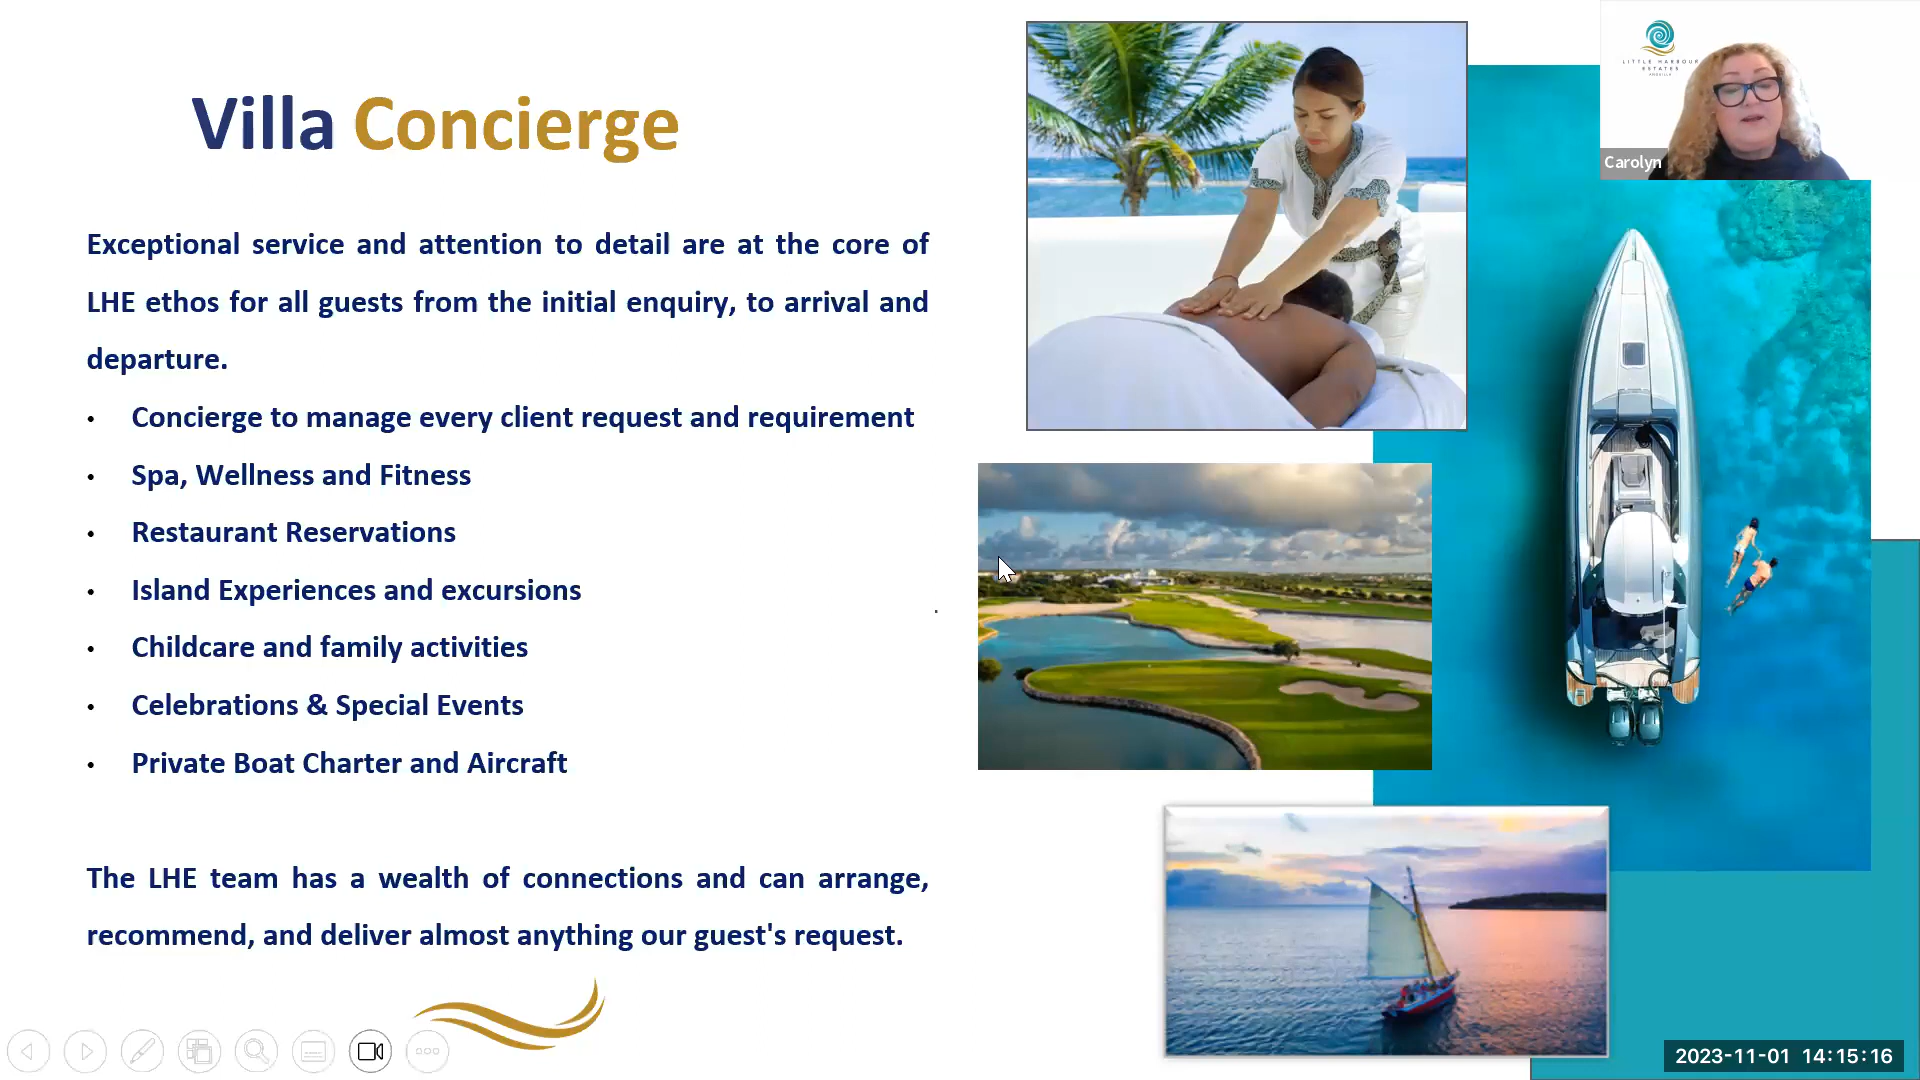 Villa Concierge
Exceptional service and attention to detail are at the core of
LHE ethos for all guests from the initial enquiry, to arrival and
departure.
• Concierge to manage every client request and requirement
• Spa, Wellness and Fitness
• Restaurant Reservations
• Island Experiences and excursions
• Childcare and family activities
• Celebrations & Special Events
• Private Boat Charter and Aircraft
The LHE team has a wealth of connections and can arrange,
recommend, and deliver almost anything our guest's request.
LITTLE HARBOUR
ESTATES
ANGUILLA
Carolyn
2023-11-01 14:15:16